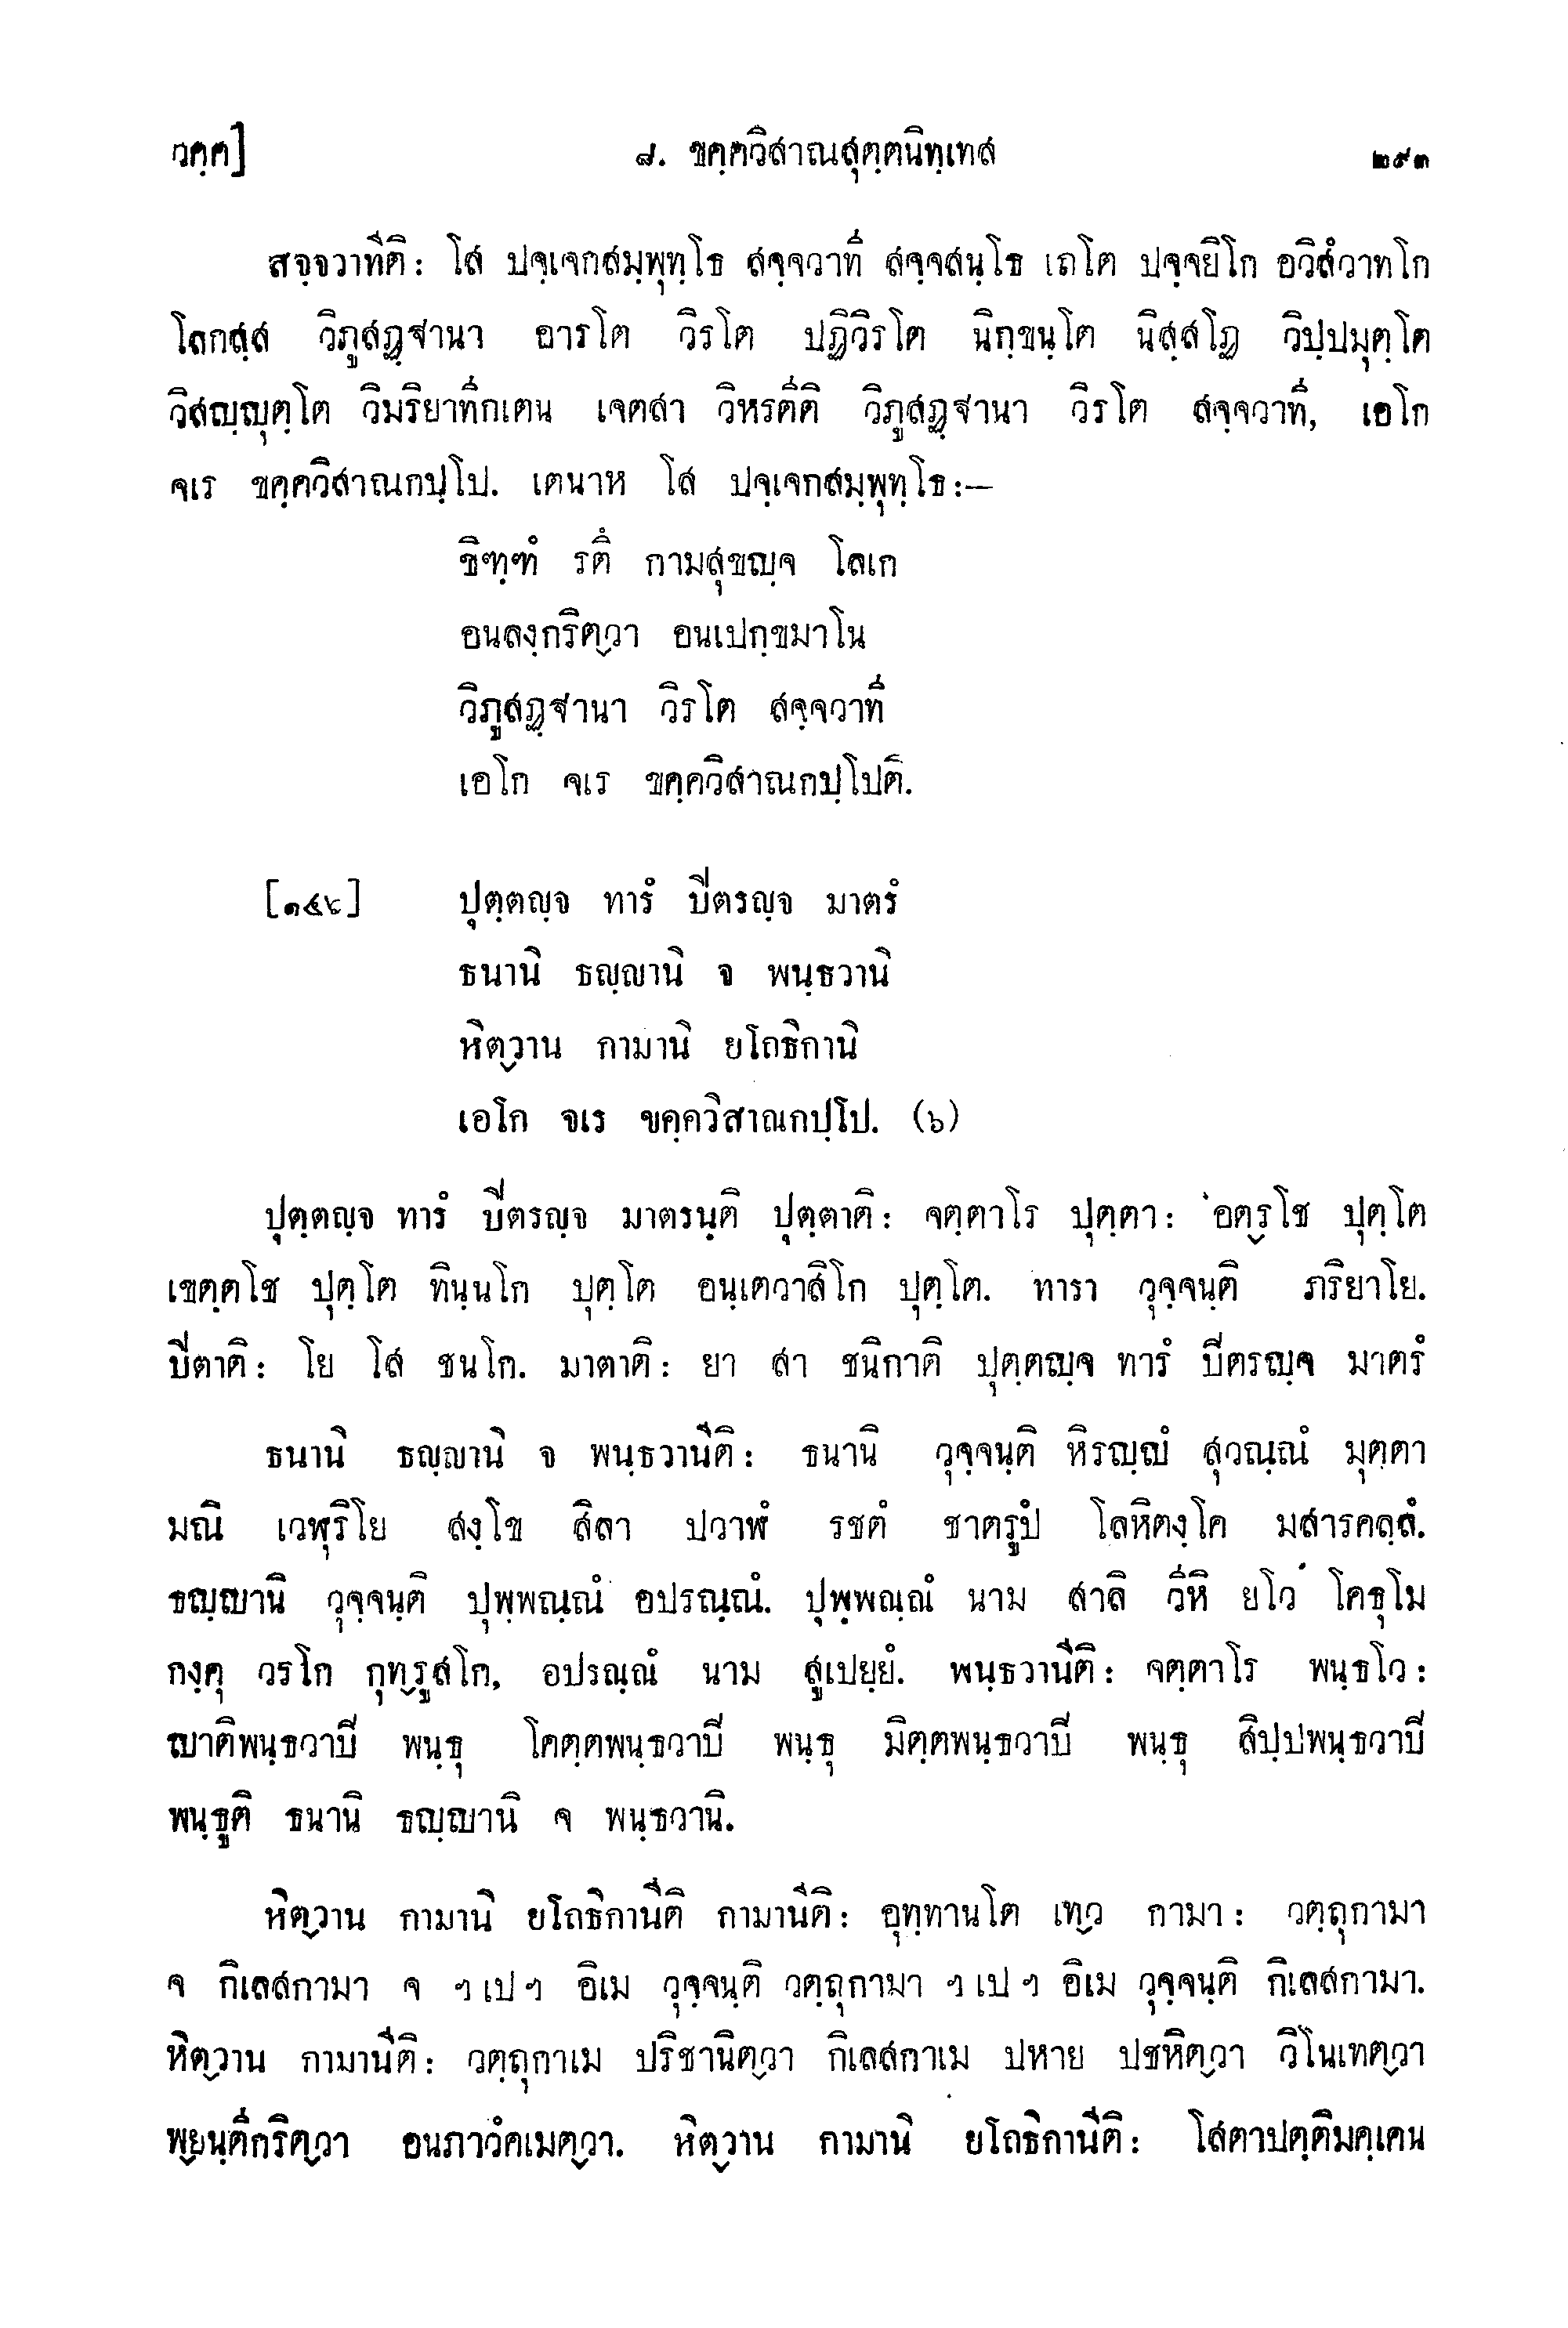 วคฺค]
๘. ขคฺควิสาณสุตฺตนิทฺเทส
๒๙๓
สจฺจวาทีติ: โส ปจฺเจกสมฺพุทฺโธ สจฺจวาที สจฺจสนฺโธ เถโต ปจฺจยิโก อวิสํวาทโก
โลกสฺส วิภูสฏฺฐานา อารโต วิรโต ปฏิวิรโต นิกฺขนฺโต นิสฺสโฏ วิปฺปมุตฺโต
วิสญฺญุตฺโต วิมริยาทีกเตน เจตสา วิหรตีติ วิภูสฏฺฐานา วิรโต สจฺจวาที, เอโก
จเร ขคฺควิสาณกปฺโป. เตนาห โส ปจฺเจกสมฺพุทฺโธ:—
ขิฑฺฑํ รตึ กามสุขญฺจ โลเก
อนลงฺกริตฺวา อนเปกฺขมาโน
วิภูสฏฺฐานา วิรโต สจฺจวาที
เอโก จเร ขคฺควิสาณกปฺโปติ.
[๑๔๖] ปุตฺตญฺจ ทารํ ปิตรญฺจ มาตรํ
ธนานิ ธญฺญานิ จ พนฺธวานิ
หิตฺวาน กามานิ ยโถธิกานิ
เอโก จเร ขคฺควิสาณกปฺโป. (๖)
ปุตฺตญฺจ ทารํ ปิตรญฺจ มาตรนฺติ ปุตฺตาติ: จตฺตาโร ปุตฺตา: อตฺรโช ปุตฺโต
เขตฺตโช ปุตฺโต ทินฺนโก ปุตฺโต อนฺเตวาสิโก ปุตฺโต. ทารา วุจฺจนฺติ ภริยาโย.
ปิตาติ: โย โส ชนโก. มาตาติ: ยา สา ชนิกาติ ปุตฺตญฺจ ทารํ ปิตรญฺจ มาตรํ
ธนานิ ธญฺญานิ จ พนฺธวานีติ: ธนานิ วุจฺจนฺติ หิรญฺญํ สุวณฺณํ มุตฺตา
มณิ เวฬุริโย สงฺโข สิลา ปวาฬํ รชตํ ชาตรูปํ โลหิตงฺโค มสารคลฺลํ.
ธญฺญานิ วุจฺจนฺติ ปุพฺพณฺณํ อปรณฺณํ. ปุพฺพณฺณํ นาม สาลิ วีหิ ยโว โคธุโม
กงฺคุ วรโก กุทฺรูสโก, อปรณฺณํ นาม สูเปยฺยํ. พนฺธวานีติ: จตฺตาโร พนฺธโว:
ญาติพนฺธวาปี พนฺธุ โคตฺตพนฺธวาปี พนฺธุ มิตฺตพนฺธวาปี พนฺธุ สิปฺปพนฺธวาปี
พนฺธูติ ธนานิ ธญฺญานิ จ พนฺธวานิ.
หิตฺวาน กามานิ ยโถธิกานีติ กามานีติ: อุทฺทานโต เทฺว กามา: วตฺถุกามา
จ กิเลสกามา จ ฯ เป ฯ อิเม วุจฺจนฺติ วตฺถุกามา ฯ เป ฯ อิเม วุจฺจนฺติ กิเลสกามา.
หิตฺวาน กามานีติ: วตฺถุกาเม ปริชานิตฺวา กิเลสกาเม ปหาย ปชหิตฺวา วิโนเทตฺวา
พฺยนฺตีกริตฺวา อนภาวํคเมตฺวา. หิตฺวาน กามานิ ยโถธิกานีติ: โสตาปตฺติมคฺเคน